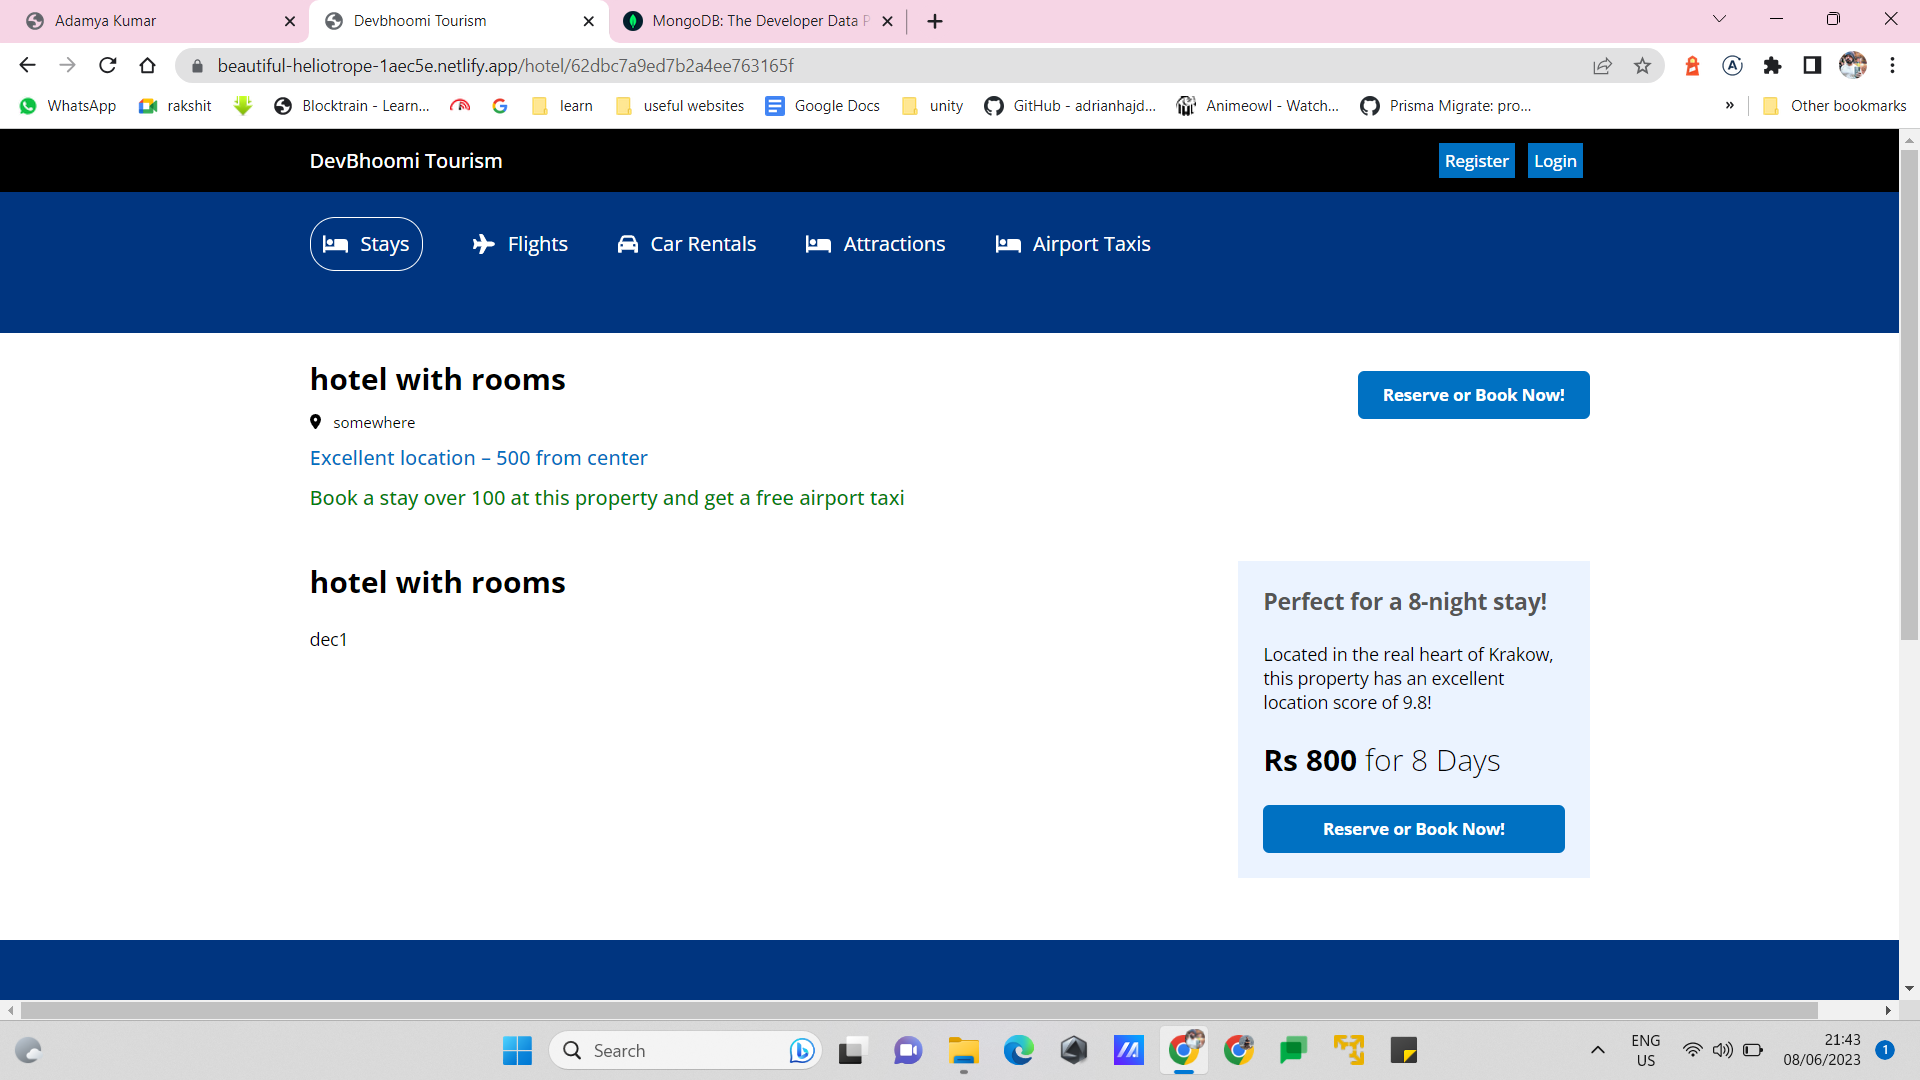 Adamya Kumar
Devbhoomi Tourism
MongoDB: The Developer Data
beautiful-heliotrope-1aec5e.netlify.app/hotel/62dbc7a9ed7b2a4ee763165f
WhatsApp
rakshit
Blocktrain - Learn...
learn
useful websites
Google Docs
unity
GitHub - adrianhajd...
Animeowl - Watch...
Prisma Migrate: pro...
»
Other bookmarks
DevBhoomi Tourism
Register
Login
Stays
Flights
Car Rentals
Attractions
Airport Taxis
hotel with rooms
Reserve or Book Now!
somewhere
Excellent location – 500 from center
Book a stay over 100 at this property and get a free airport taxi
hotel with rooms
dec1
Perfect for a 8-night stay!
Located in the real heart of Krakow,
this property has an excellent
location score of 9.8!
Rs 800 for 8 Days
Reserve or Book Now!
Search
ENG
US
21:43
08/06/2023
1